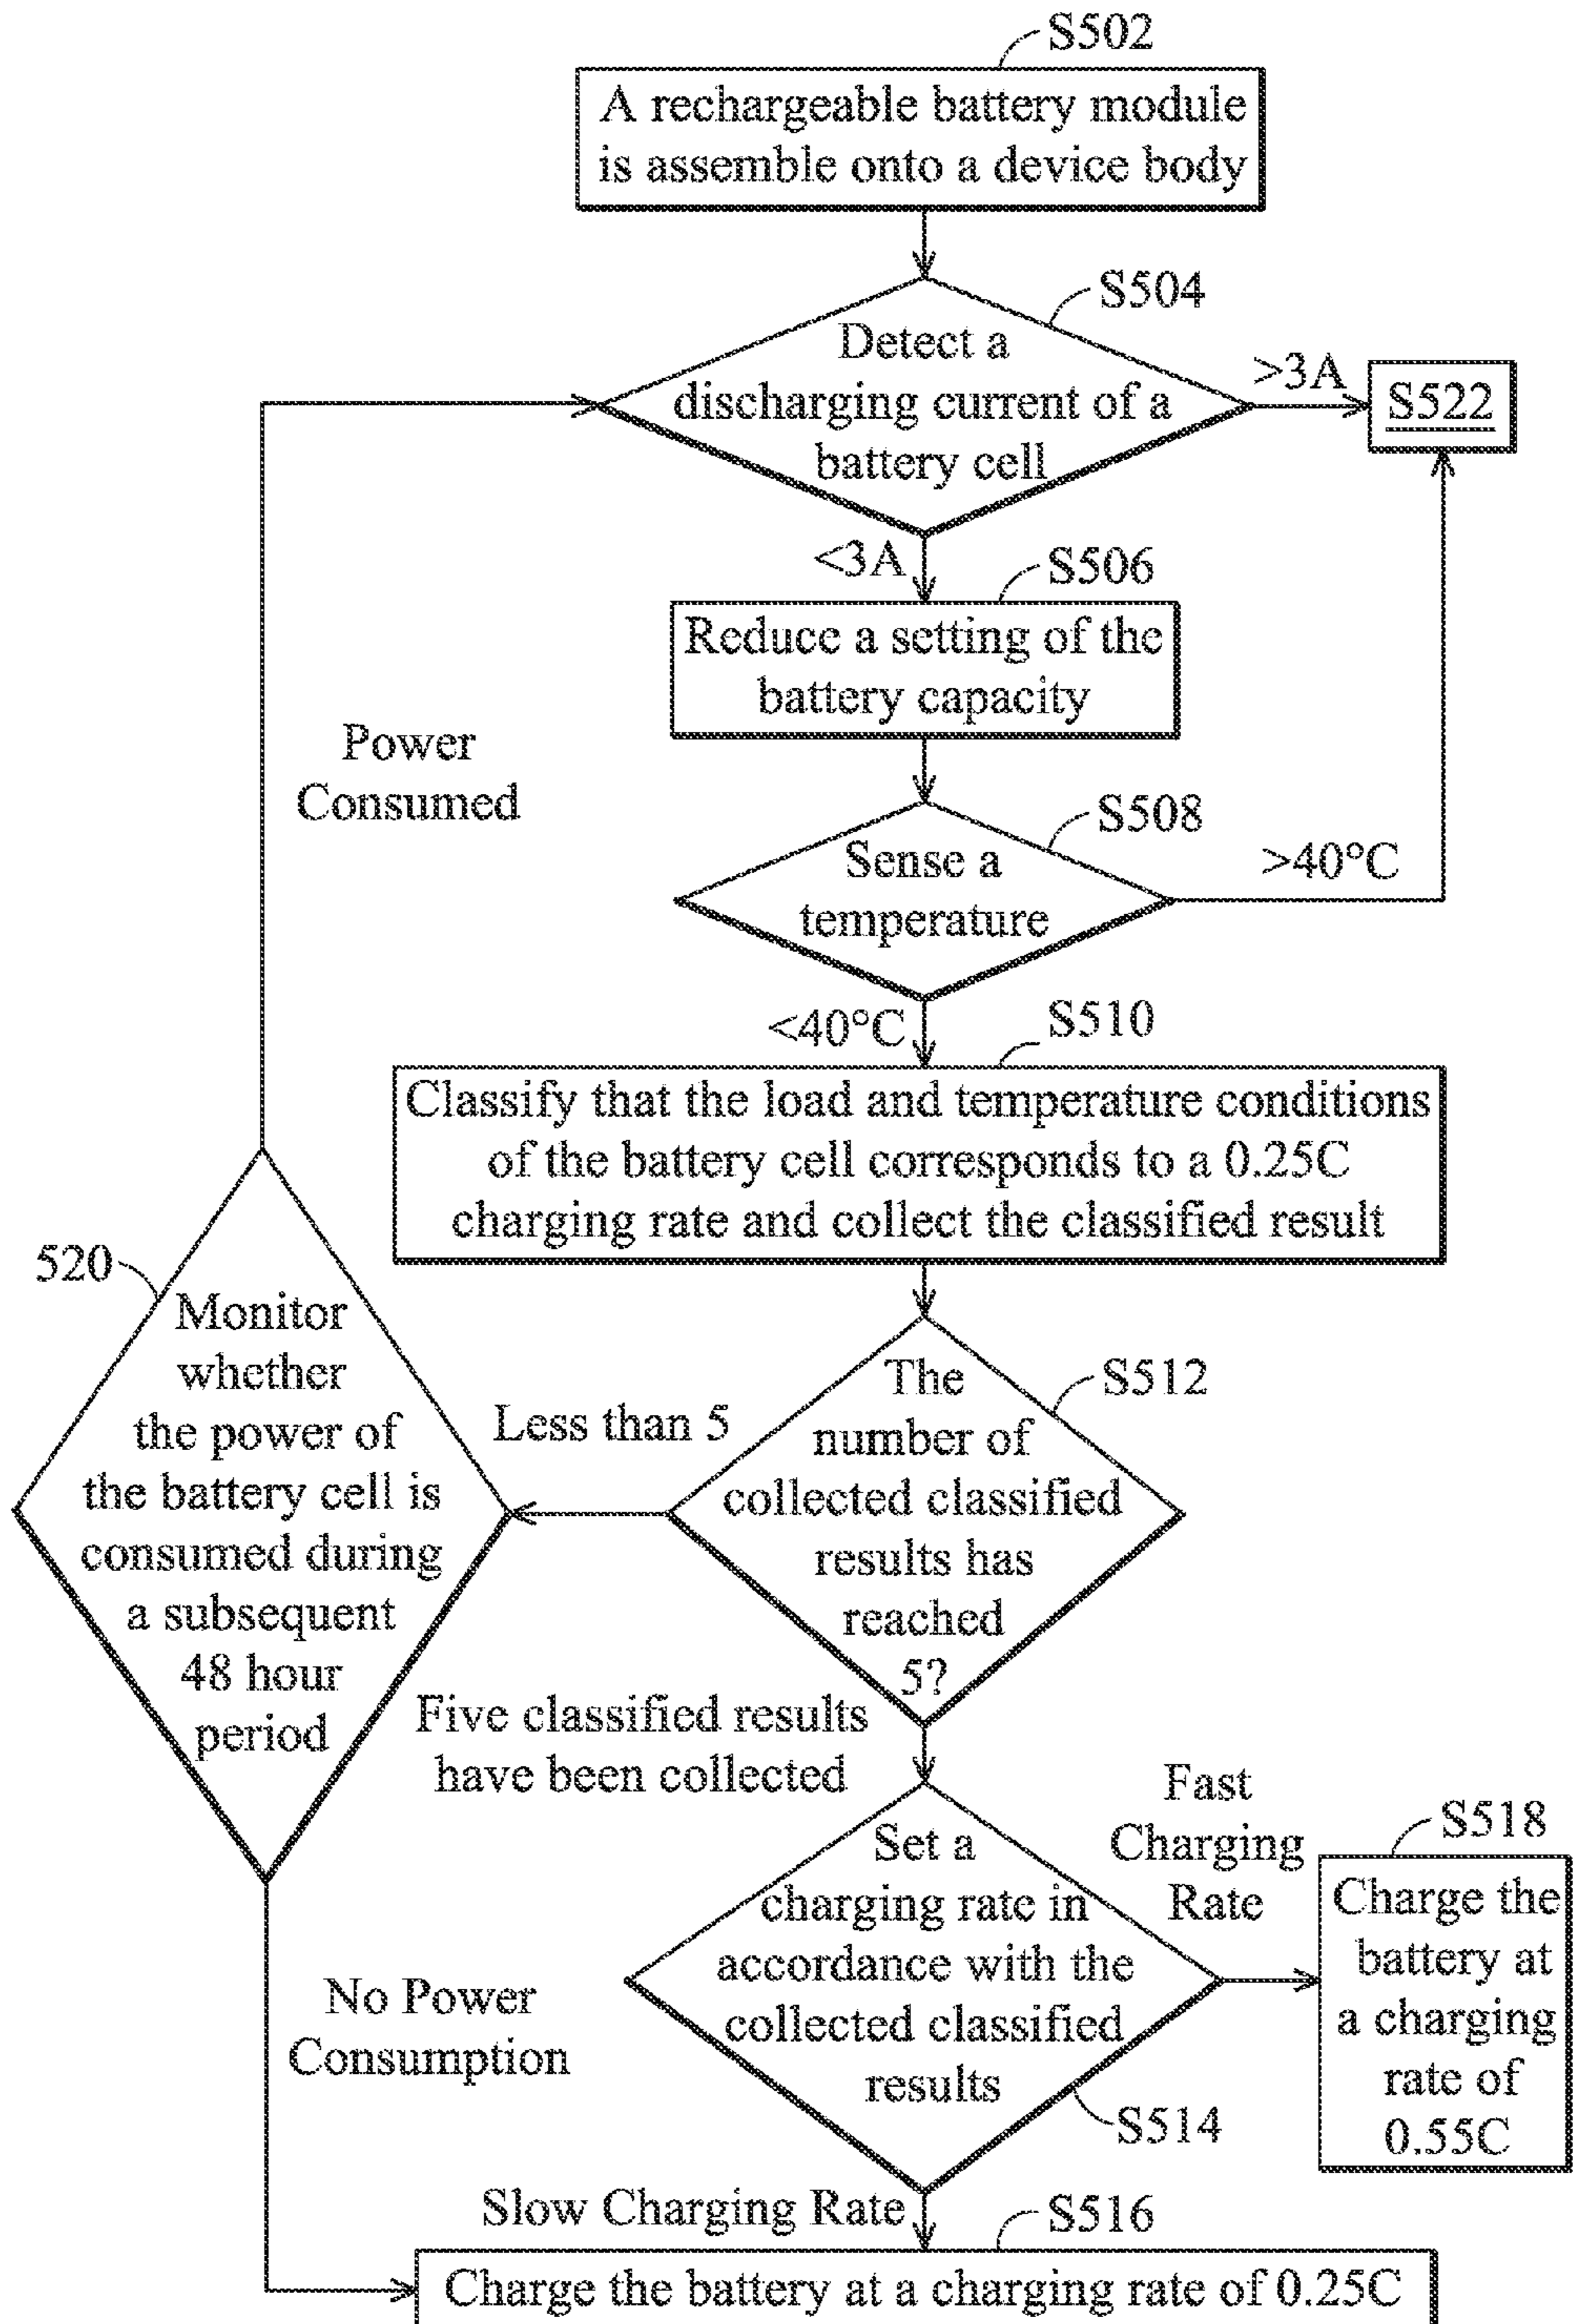 S502
A rechargeable battery module
is assemble onto a device body
S504
Detect a
discharging current of a
battery cell
>3A
S522
<3A
S506
Reduce a setting of the
battery capacity
Power
Consumed
S508
Sense a
temperature
>40°C
<40°C
S510
Classify that the load and temperature conditions
of the battery cell corresponds to a 0.25C
charging rate and collect the classified result
520
Monitor
whether
the power of
the battery cell is
consumed during
a subsequent
48 hour
period
Less than 5
S512
The
number of
collected classified
results has
reached
5?
Five classified results
have been collected
Set a
charging rate in
accordance with the
collected classified
results
S514
Fast
Charging
Rate
S518
Charge the
battery at
a charging
rate of
0.55C
No Power
Consumption
Slow Charging Rate
S516
Charge the battery at a charging rate of 0.25C